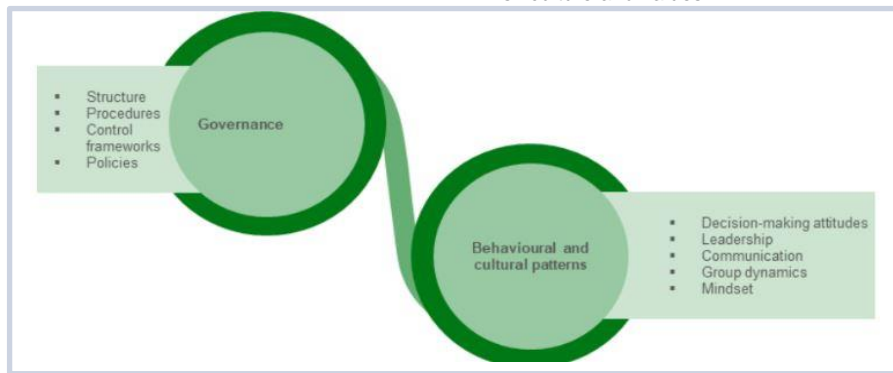 ▪ Structure
▪ Procedures
▪ Control
frameworks
▪ Policies
Governance
Behavioural and
cultural patterns
▪ Decision-making attitudes
▪ Leadership
▪ Communication
▪ Group dynamics
▪ Mindset